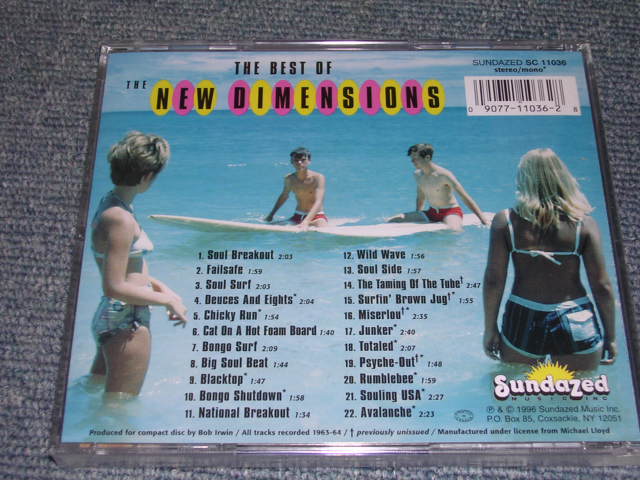 THE BEST OF
THE NEW DIMENSIONS
SUNDAZED SC 11036
stereo/mono*
0 9077-11036-2 8
1. Soul Breakout 2:03
2. Failsafe 1:59
3. Soul Surf 2:03
4. Deuces And Eights* 2:04
5. Chicky Run* 1:54
6. Cat On A Hot Foam Board 1:40
7. Bongo Surf 2:09
8. Big Soul Beat 1:44
9. Blacktop* 1:47
10. Bongo Shutdown* 1:58
11. National Breakout 1:34
12. Wild Wave 1:56
13. Soul Side 1:57
14. The Taming Of The Tube† 2:47
15. Surfin' Brown Jug†* 1:55
16. Miserlou†* 2:35
17. Junker* 2:40
18. Totaled* 2:07
19. Psyche-Out†* 1:48
20. Rumblebee* 1:59
21. Souling USA* 2:27
22. Avalanche* 2:23
Sundazed
MUSIC INC.
℗ & © 1996 Sundazed Music Inc.
P.O. Box 85, Coxsackie, NY 12051
Produced for compact disc by Bob Irwin / All tracks recorded 1963-64 / † previously unissued / Manufactured under license from Michael Lloyd